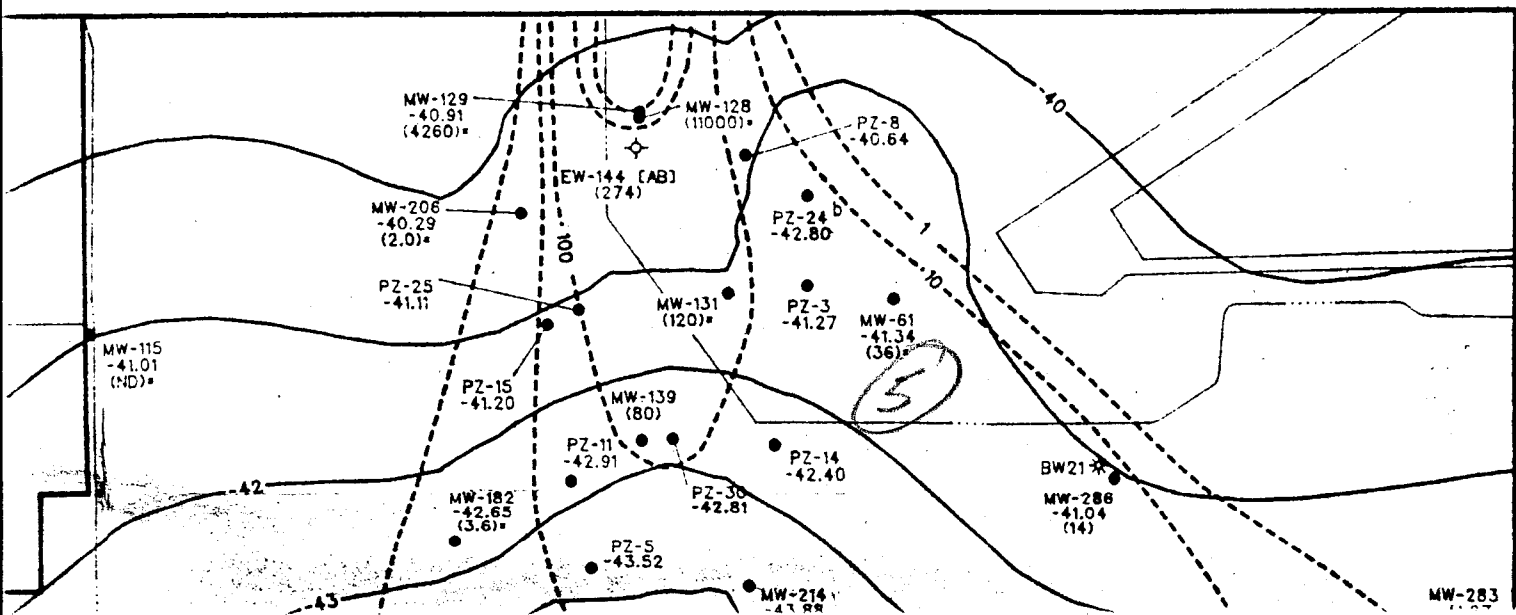 MW-129
-40.91
(4260)*
MW-128
(11000)*
PZ-8
-40.64
-40
EW-144 [AB]
(274)
MW-206
-40.29
(2.0)*
PZ-24
-42.80
b
1
100
10
PZ-25
-41.11
MW-131
(120)*
PZ-3
-41.27
MW-61
-41.34
(36)*
MW-115
-41.01
(ND)*
5
PZ-15
-41.20
MW-139
(80)
PZ-11
-42.91
PZ-14
-42.40
BW21
-42
MW-182
-42.65
(3.6)*
PZ-30
-42.81
MW-286
-41.04
(14)
PZ-5
-43.52
-43
MW-214
-43.88
MW-283